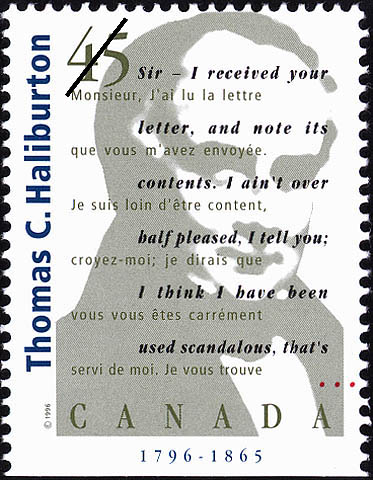 45
Sir – I received your
Monsieur, J'ai lu la lettre
letter, and note its
que vous m'avez envoyée.
contents. I ain't over
Je suis loin d'être content,
half pleased, I tell you;
croyez-moi; je dirais que
I think I have been
vous vous êtes carrément
used scandalous, that's
servi de moi. Je vous trouve
...
Thomas C. Haliburton
© 1996
CANADA
1796-1865